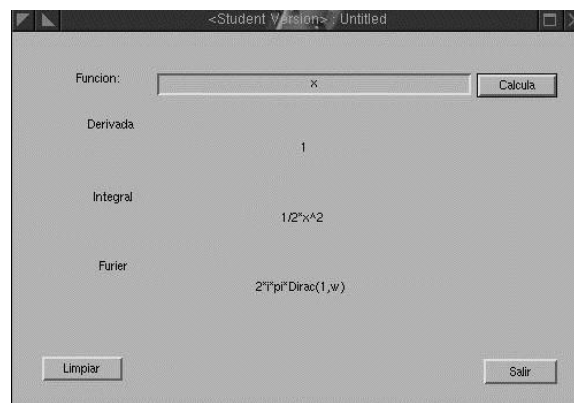 <Student Version> : Untitled
Funcion: x Calcula
Derivada
1
Integral
1/2*x^2
Furier
2*i*pi*Dirac(1,w)
Limpiar Salir